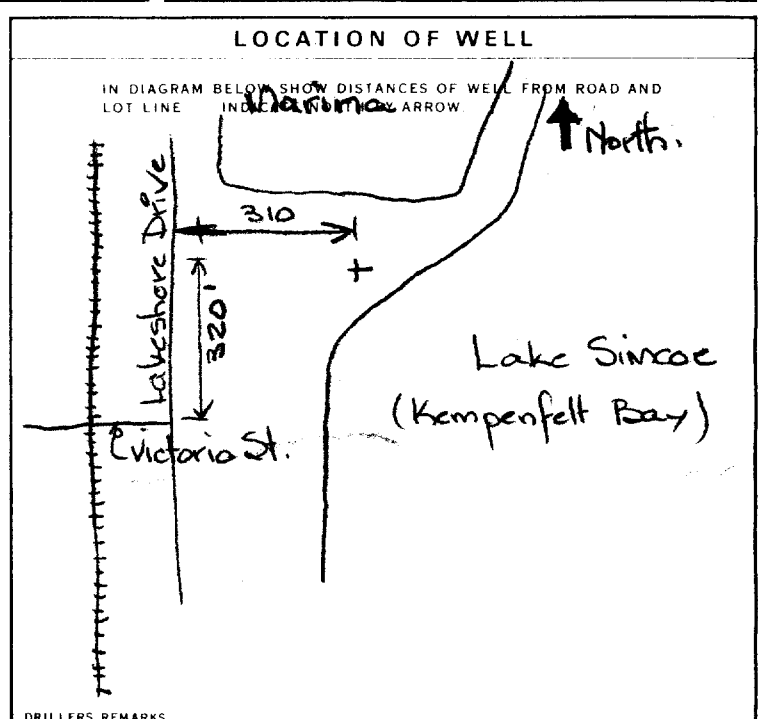 LOCATION OF WELL
IN DIAGRAM BELOW SHOW DISTANCES OF WELL FROM ROAD AND
LOT LINE INDICATE NORTH BY ARROW.
Marina
North.
Lakeshore Drive
310
320'
Lake Simcoe
(Kempenfelt Bay)
Victoria St.
DRILLERS REMARKS